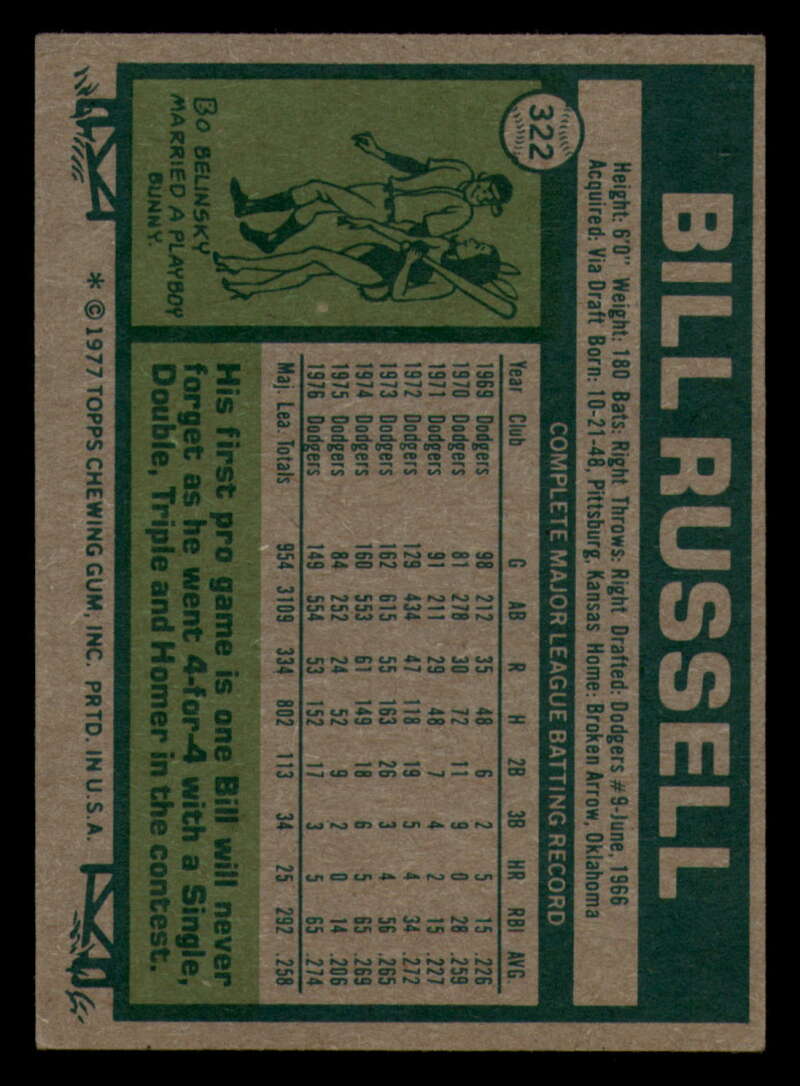 BILL RUSSELL
322
Height: 6'0" Weight: 180 Bats: Right Throws: Right Drafted: Dodgers #9-June, 1966
Acquired: Via Draft Born: 10-21-48, Pittsburg, Kansas Home: Broken Arrow, Oklahoma
COMPLETE MAJOR LEAGUE BATTING RECORD
Year Club G AB R H 2B 3B HR RBI AVG.
1969 Dodgers 98 212 35 48 6 2 5 15 .226
1970 Dodgers 81 278 30 72 11 9 0 28 .259
1971 Dodgers 91 211 29 48 7 4 2 15 .227
1972 Dodgers 129 434 47 118 19 5 4 34 .272
1973 Dodgers 162 615 55 163 26 3 4 56 .265
1974 Dodgers 160 553 61 149 18 6 5 65 .269
1975 Dodgers 84 252 24 52 9 2 0 14 .206
1976 Dodgers 149 554 53 152 17 3 5 65 .274
Maj. Lea. Totals 954 3109 334 802 113 34 25 292 .258
BO BELINSKY
MARRIED A PLAYBOY
BUNNY.
His first pro game is one Bill will never
forget as he went 4-for-4 with a Single,
Double, Triple and Homer in the contest.
* © 1977 TOPPS CHEWING GUM, INC. PRTD. IN U.S.A.